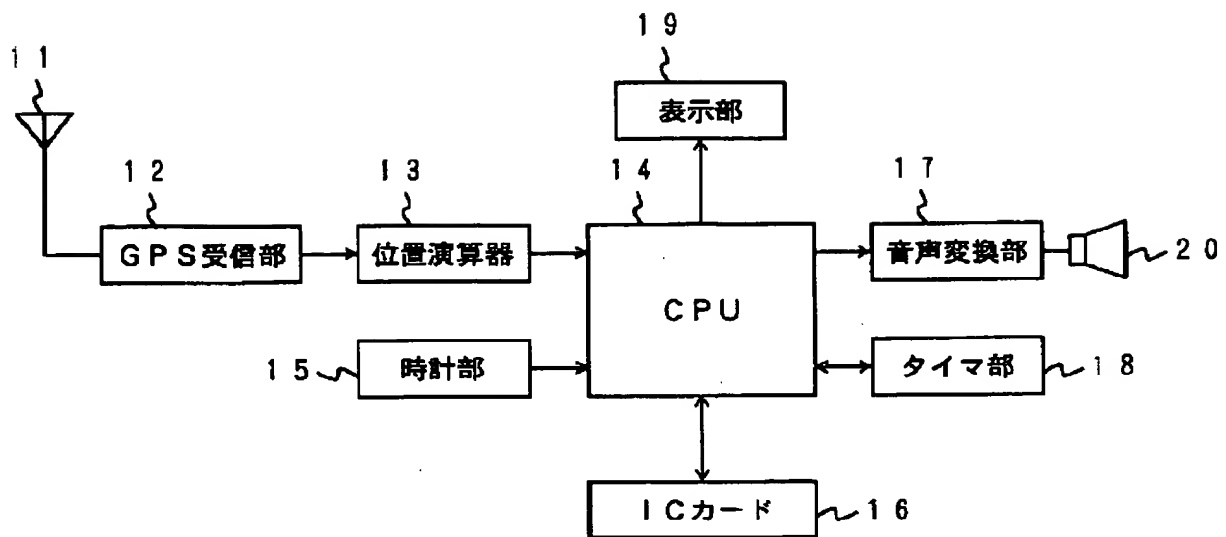 １９
１１
表示部
１２
１３
１４
１７
ＧＰＳ受信部
位置演算器
ＣＰＵ
音声変換部
２０
１５
時計部
タイマ部
１８
ＩＣカード
１６